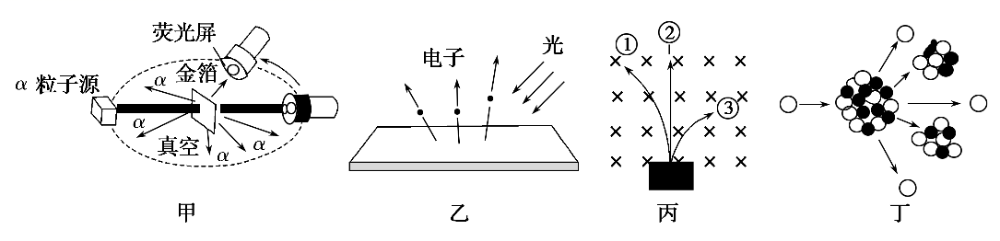 荧光屏
金箔
α 粒子源
α
α
真空
α
α
甲
电子
光
乙
①
②
③
丙
丁